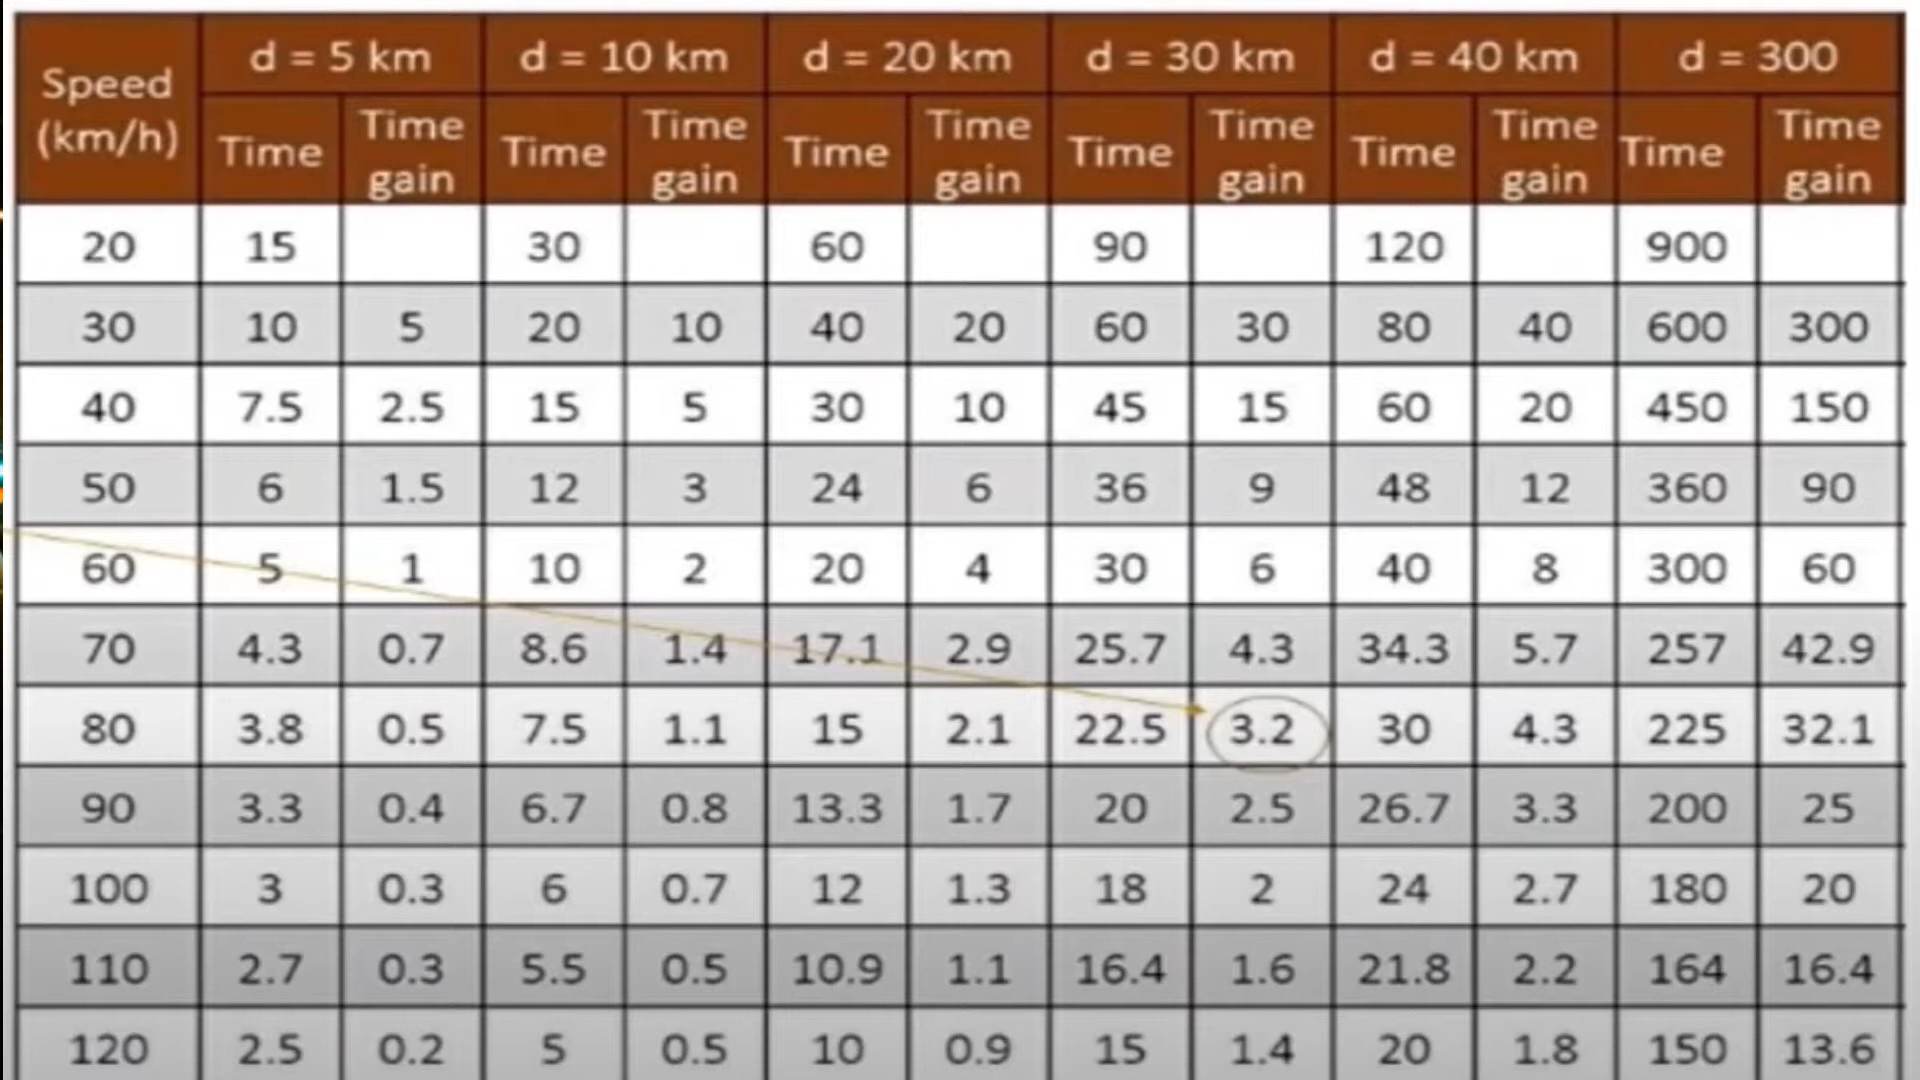 Speed (km/h) d = 5 km d = 10 km d = 20 km d = 30 km d = 40 km d = 300
Time Time gain Time Time gain Time Time gain Time Time gain Time Time gain Time Time gain
20 15 30 60 90 120 900
30 10 5 20 10 40 20 60 30 80 40 600 300
40 7.5 2.5 15 5 30 10 45 15 60 20 450 150
50 6 1.5 12 3 24 6 36 9 48 12 360 90
60 5 1 10 2 20 4 30 6 40 8 300 60
70 4.3 0.7 8.6 1.4 17.1 2.9 25.7 4.3 34.3 5.7 257 42.9
80 3.8 0.5 7.5 1.1 15 2.1 22.5 3.2 30 4.3 225 32.1
90 3.3 0.4 6.7 0.8 13.3 1.7 20 2.5 26.7 3.3 200 25
100 3 0.3 6 0.7 12 1.3 18 2 24 2.7 180 20
110 2.7 0.3 5.5 0.5 10.9 1.1 16.4 1.6 21.8 2.2 164 16.4
120 2.5 0.2 5 0.5 10 0.9 15 1.4 20 1.8 150 13.6